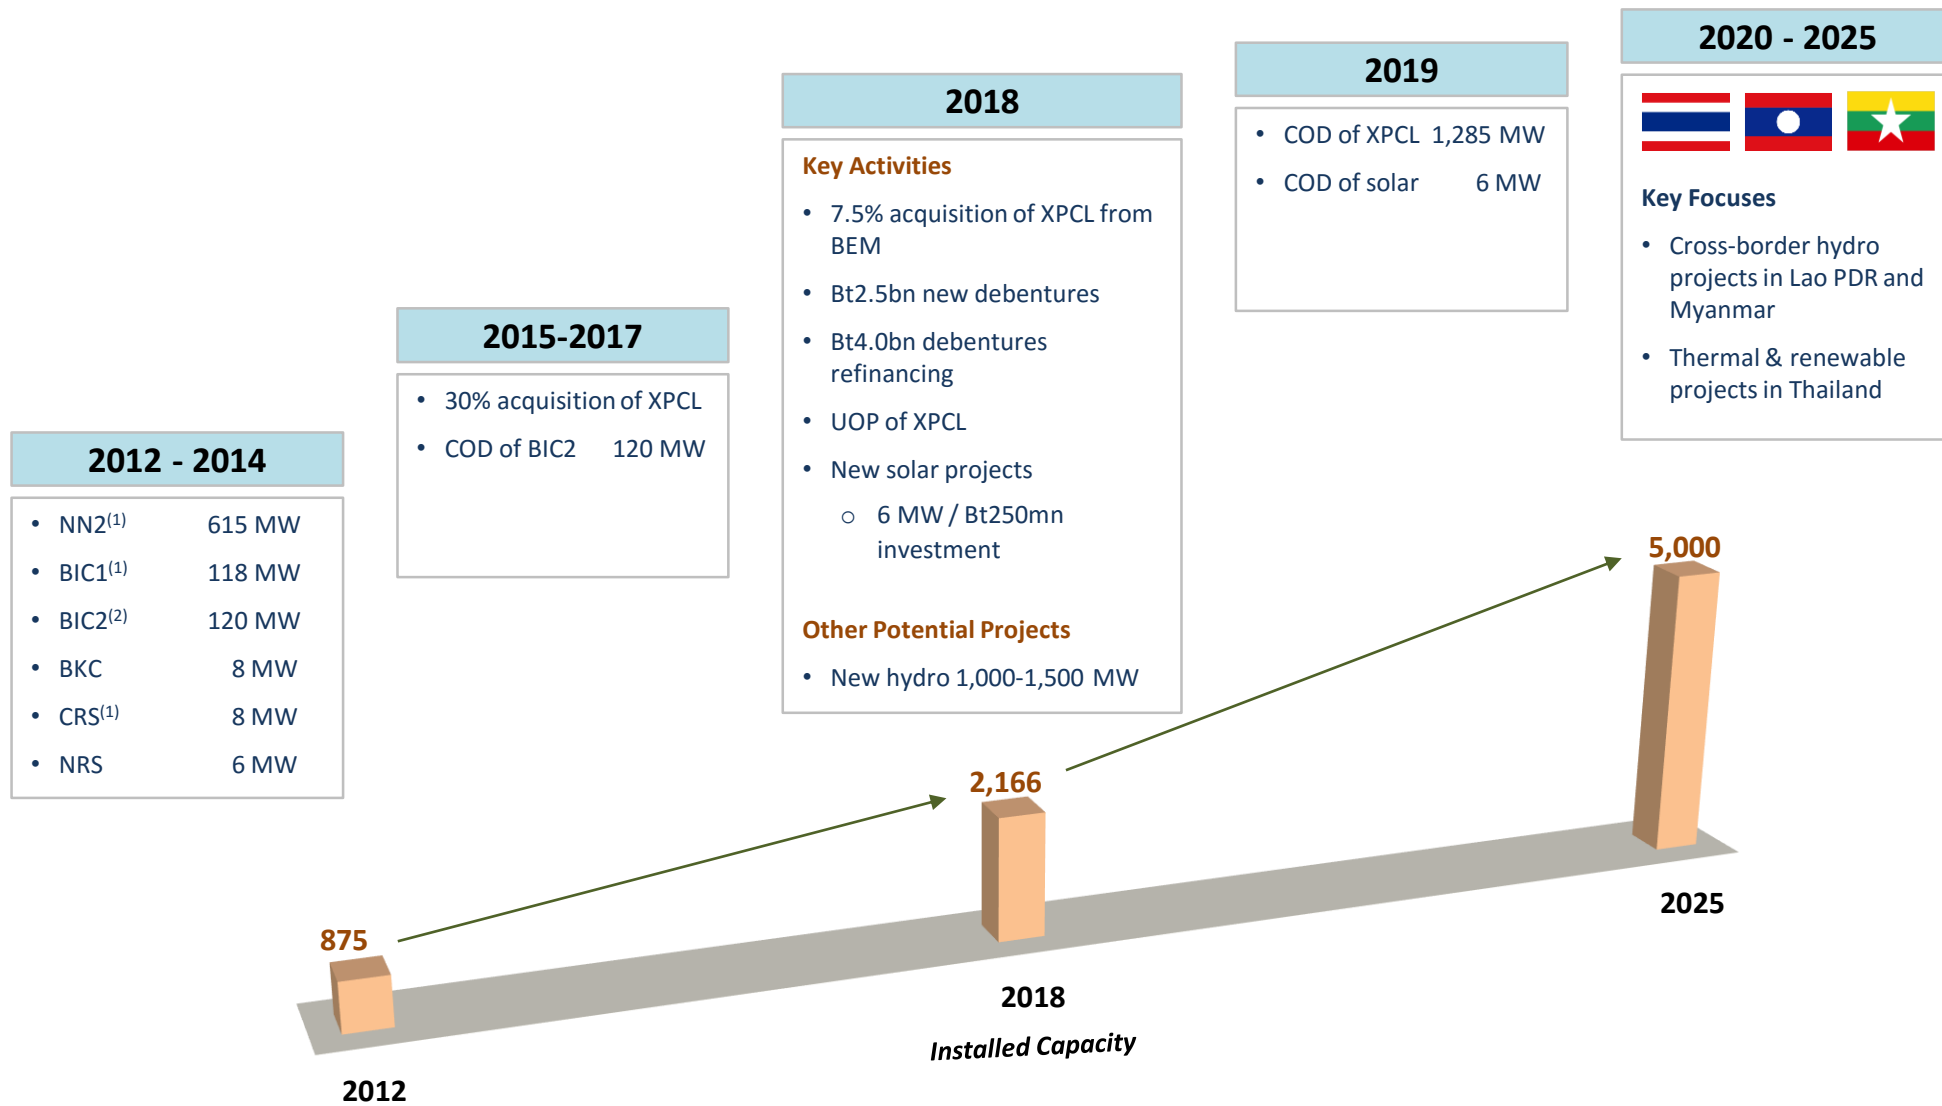 2012 - 2014
• NN2(1) 615 MW
• BIC1(1) 118 MW
• BIC2(2) 120 MW
• BKC 8 MW
• CRS(1) 8 MW
• NRS 6 MW
2015-2017
• 30% acquisition of XPCL
• COD of BIC2 120 MW
2018
Key Activities
• 7.5% acquisition of XPCL from
BEM
• Bt2.5bn new debentures
• Bt4.0bn debentures
refinancing
• UOP of XPCL
• New solar projects
o 6 MW / Bt250mn
investment
Other Potential Projects
• New hydro 1,000-1,500 MW
2019
• COD of XPCL 1,285 MW
• COD of solar 6 MW
2020 - 2025
Key Focuses
• Cross-border hydro
projects in Lao PDR and
Myanmar
• Thermal & renewable
projects in Thailand
875
2,166
5,000
2012
2018
2025
Installed Capacity